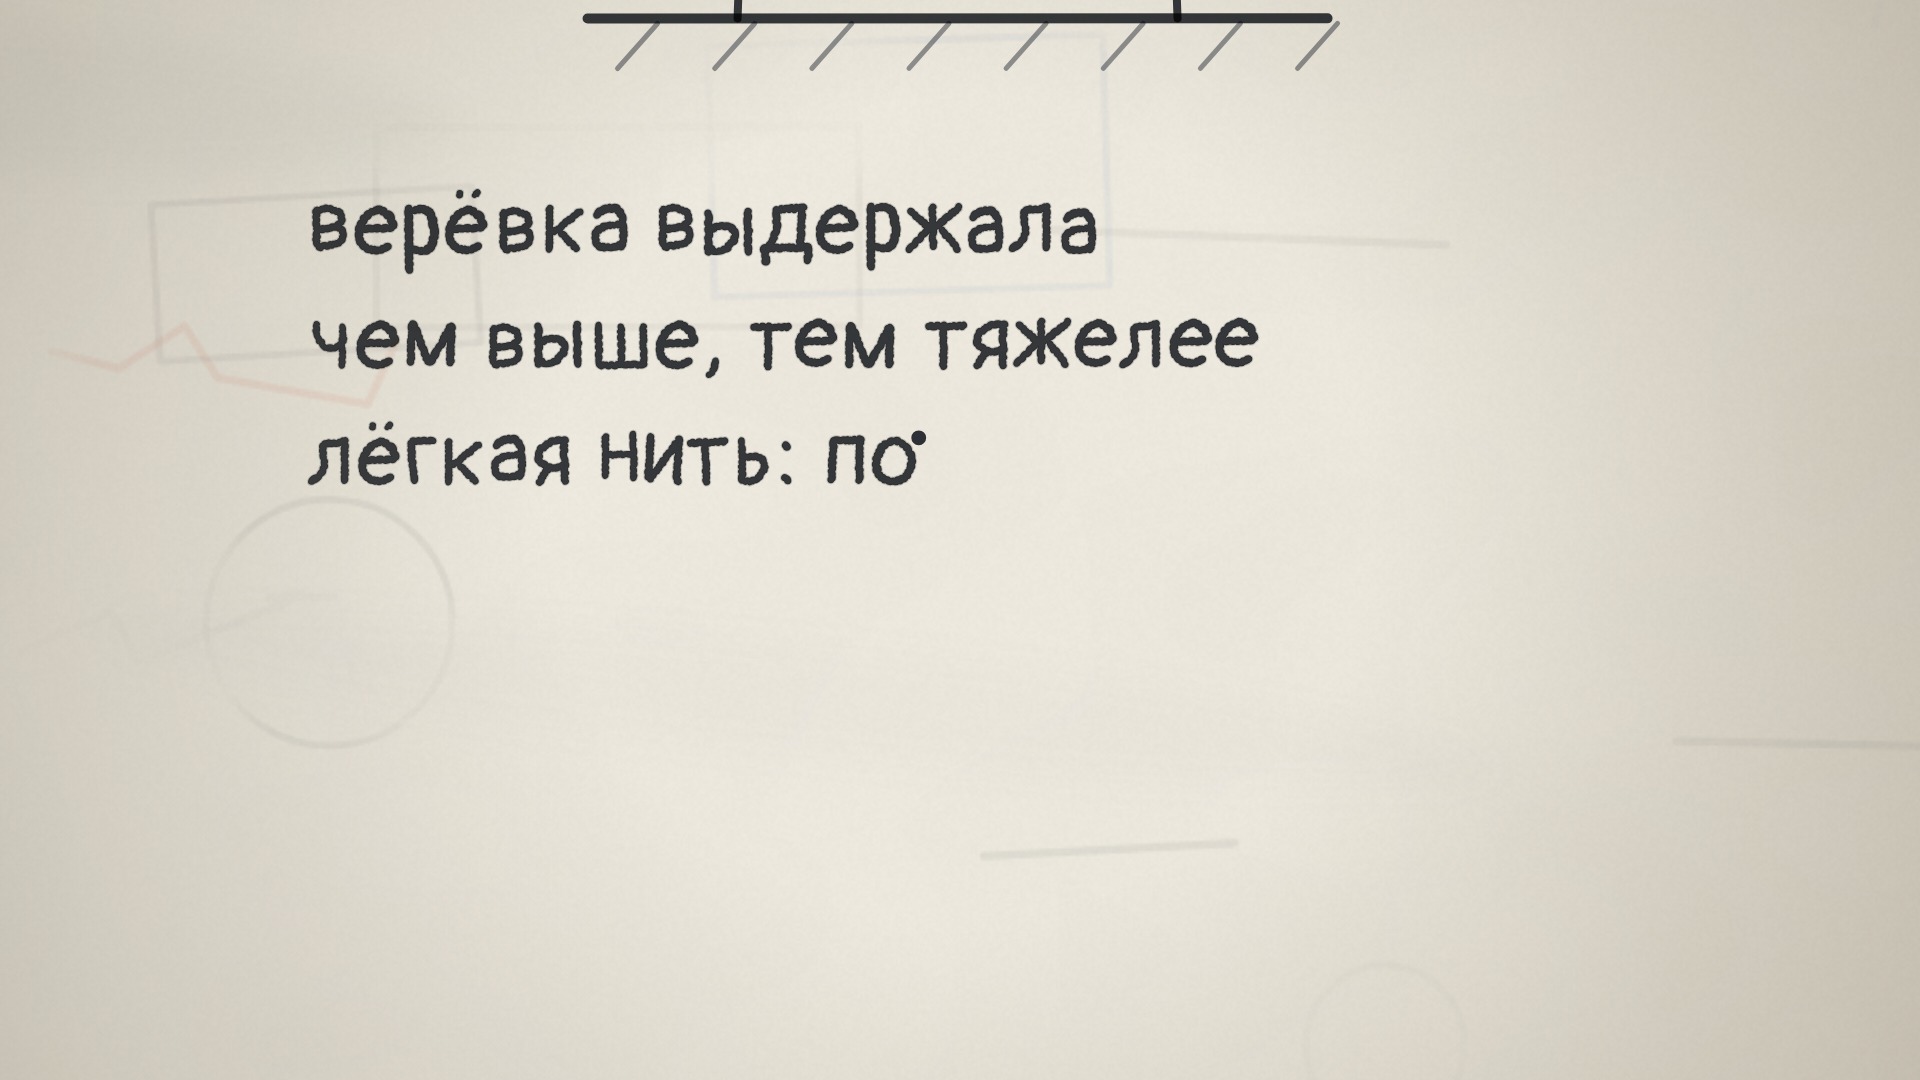 верёвка выдержала
чем выше, тем тяжелее
лёгкая нить: по